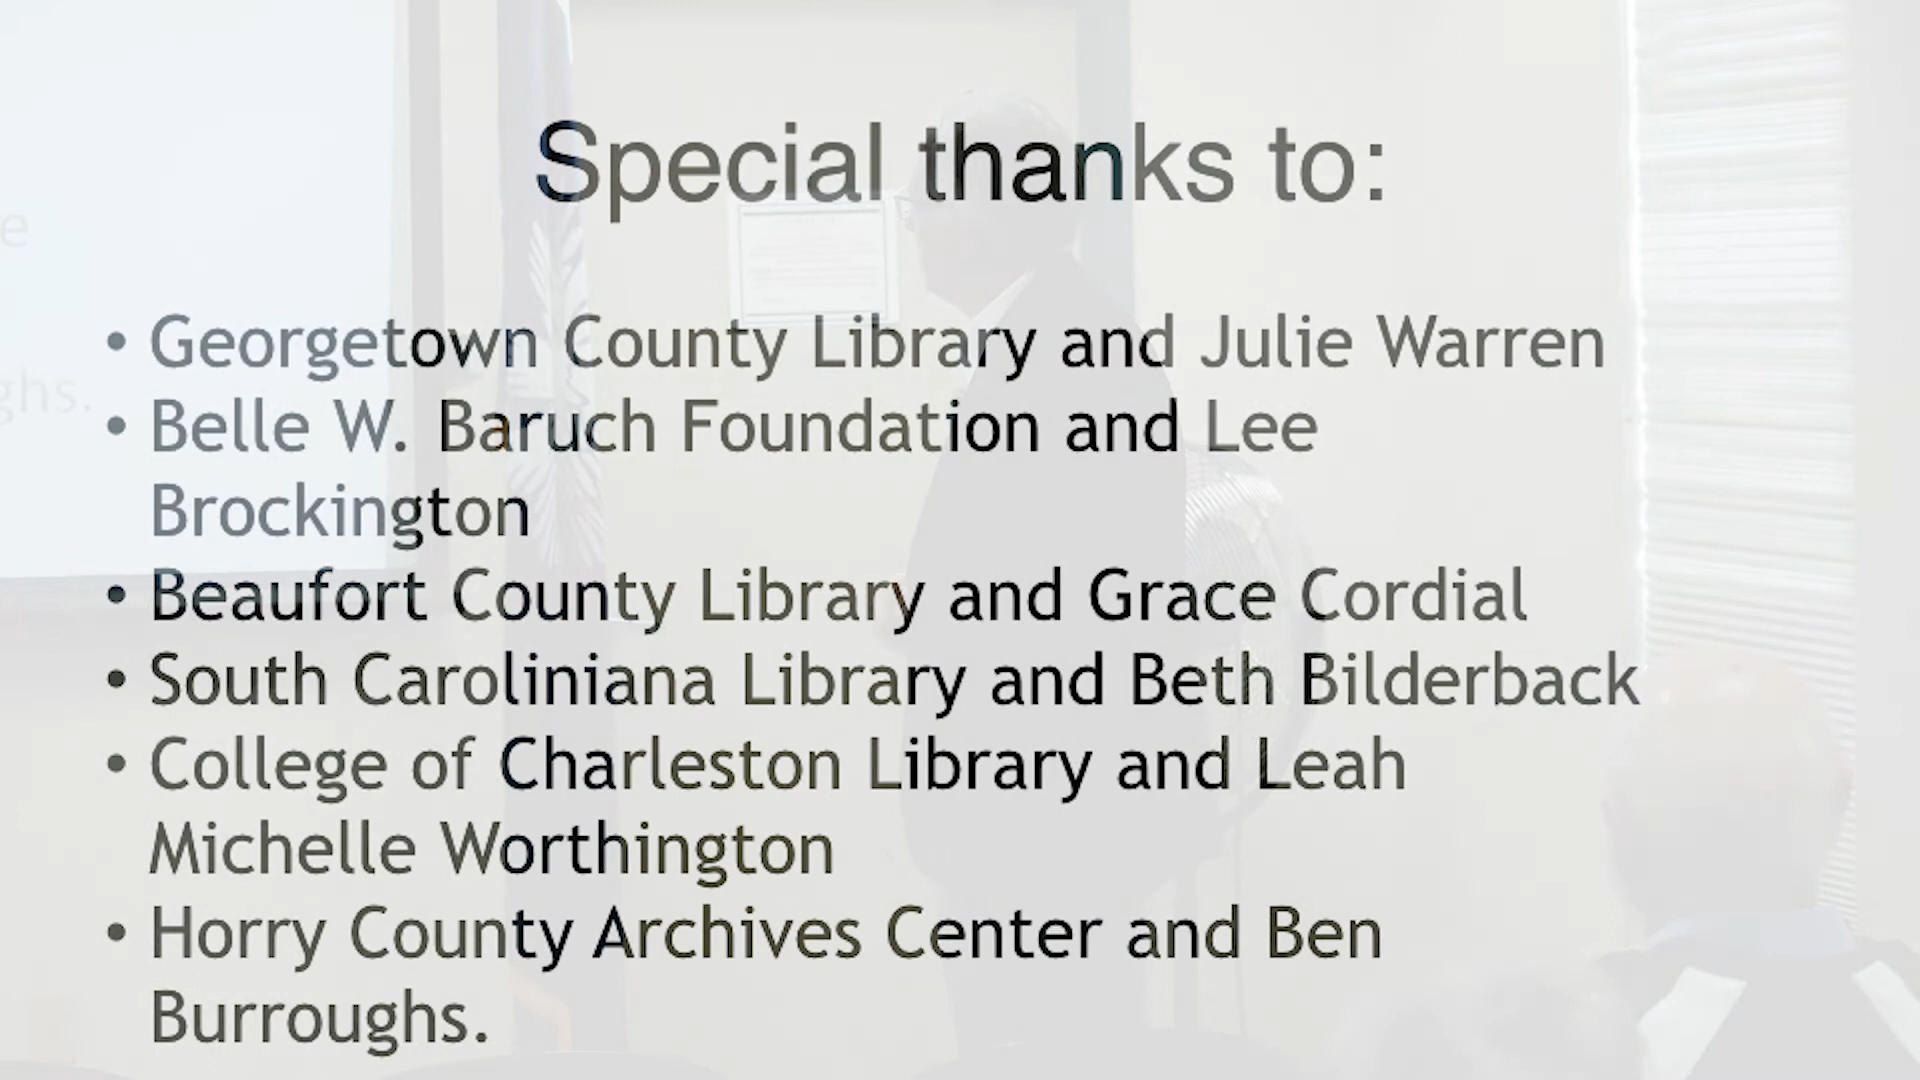 Special thanks to:
• Georgetown County Library and Julie Warren
• Belle W. Baruch Foundation and Lee
Brockington
• Beaufort County Library and Grace Cordial
• South Caroliniana Library and Beth Bilderback
• College of Charleston Library and Leah
Michelle Worthington
• Horry County Archives Center and Ben
Burroughs.